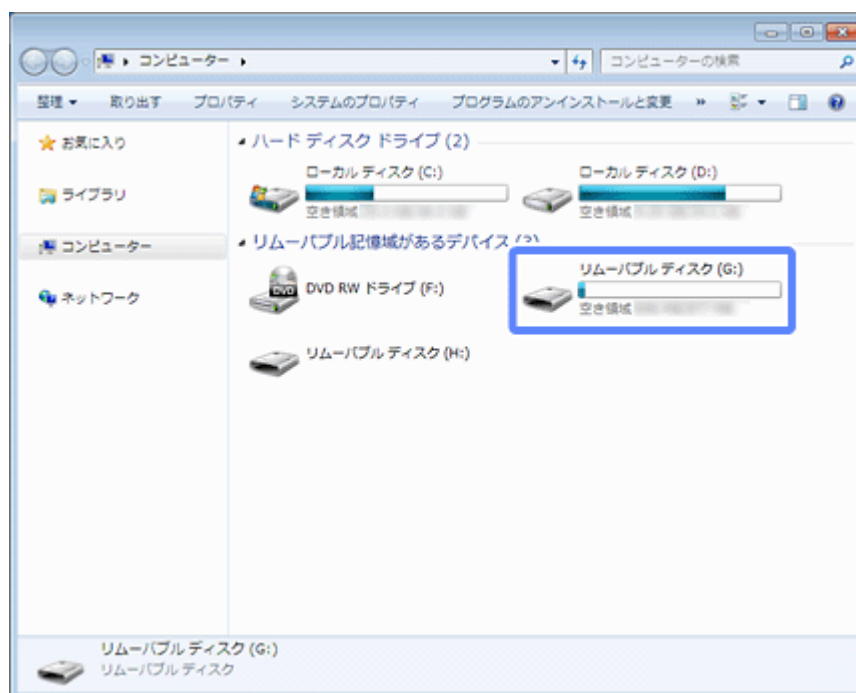 コンピューター
コンピューターの検索
整理 取り出す プロパティ システムのプロパティ プログラムのアンインストールと変更 »
お気に入り
ライブラリ
コンピューター
ネットワーク
ハード ディスク ドライブ (2)
ローカル ディスク (C:)
空き領域
ローカル ディスク (D:)
空き領域
リムーバブル記憶域があるデバイス (3)
DVD RW ドライブ (F:)
リムーバブル ディスク (G:)
空き領域
リムーバブル ディスク (H:)
リムーバブル ディスク (G:)
リムーバブル ディスク